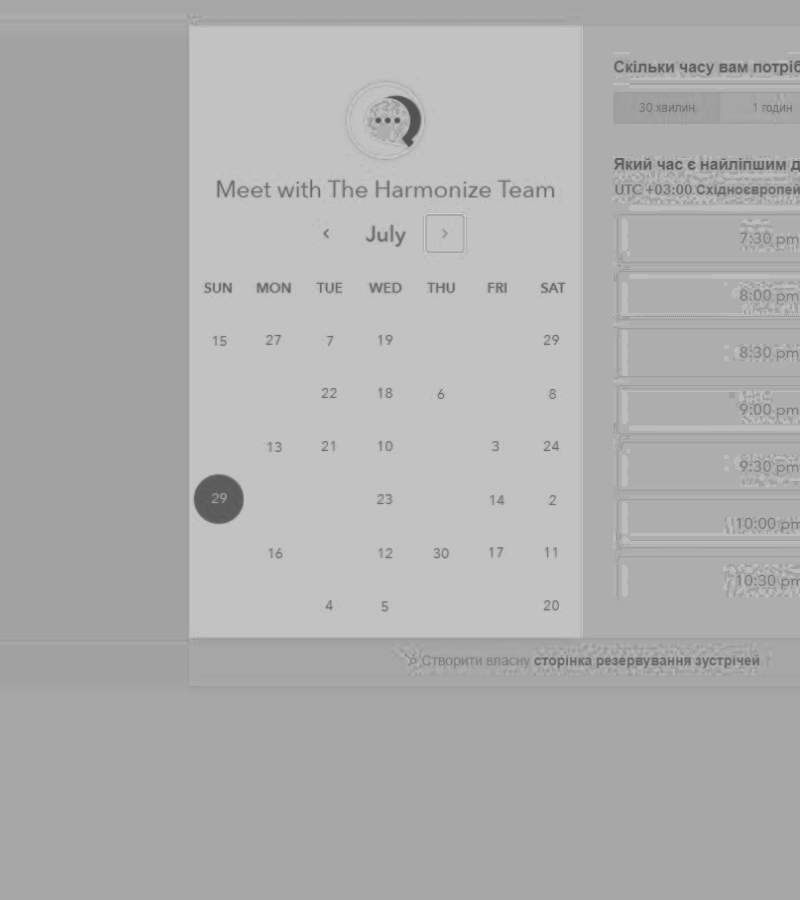 Meet with The Harmonize Team
July
SUN MON TUE WED THU FRI SAT
15 27 7 19 29
22 18 6 8
13 21 10 3 24
29 23 14 2
16 12 30 17 11
4 5 20
Скільки часу вам потріб
30 хвилин 1 годин
Який час є найліпшим д
UTC +03:00 Східноєвропей
7:30 pm
8:00 pm
8:30 pm
9:00 pm
9:30 pm
10:00 pm
10:30 pm
Створити власну сторінка резервування зустрічей